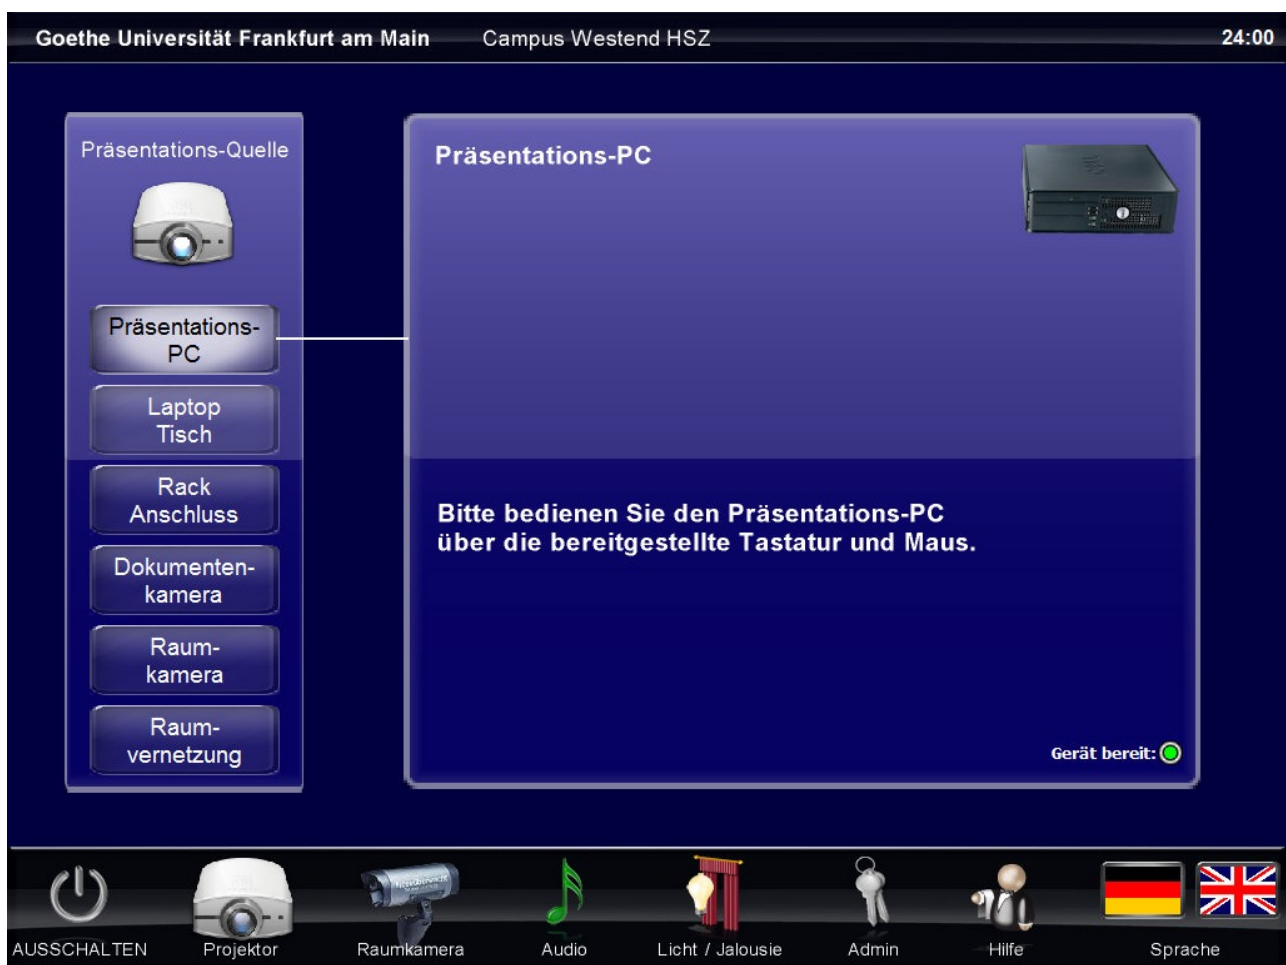 Goethe Universität Frankfurt am Main Campus Westend HSZ 24:00
Präsentations-Quelle
Präsentations-
PC
Laptop
Tisch
Rack
Anschluss
Dokumenten-
kamera
Raum-
kamera
Raum-
vernetzung
Präsentations-PC
Bitte bedienen Sie den Präsentations-PC
über die bereitgestellte Tastatur und Maus.
Gerät bereit:
AUSSCHALTEN Projektor Raumkamera Audio Licht / Jalousie Admin Hilfe Sprache